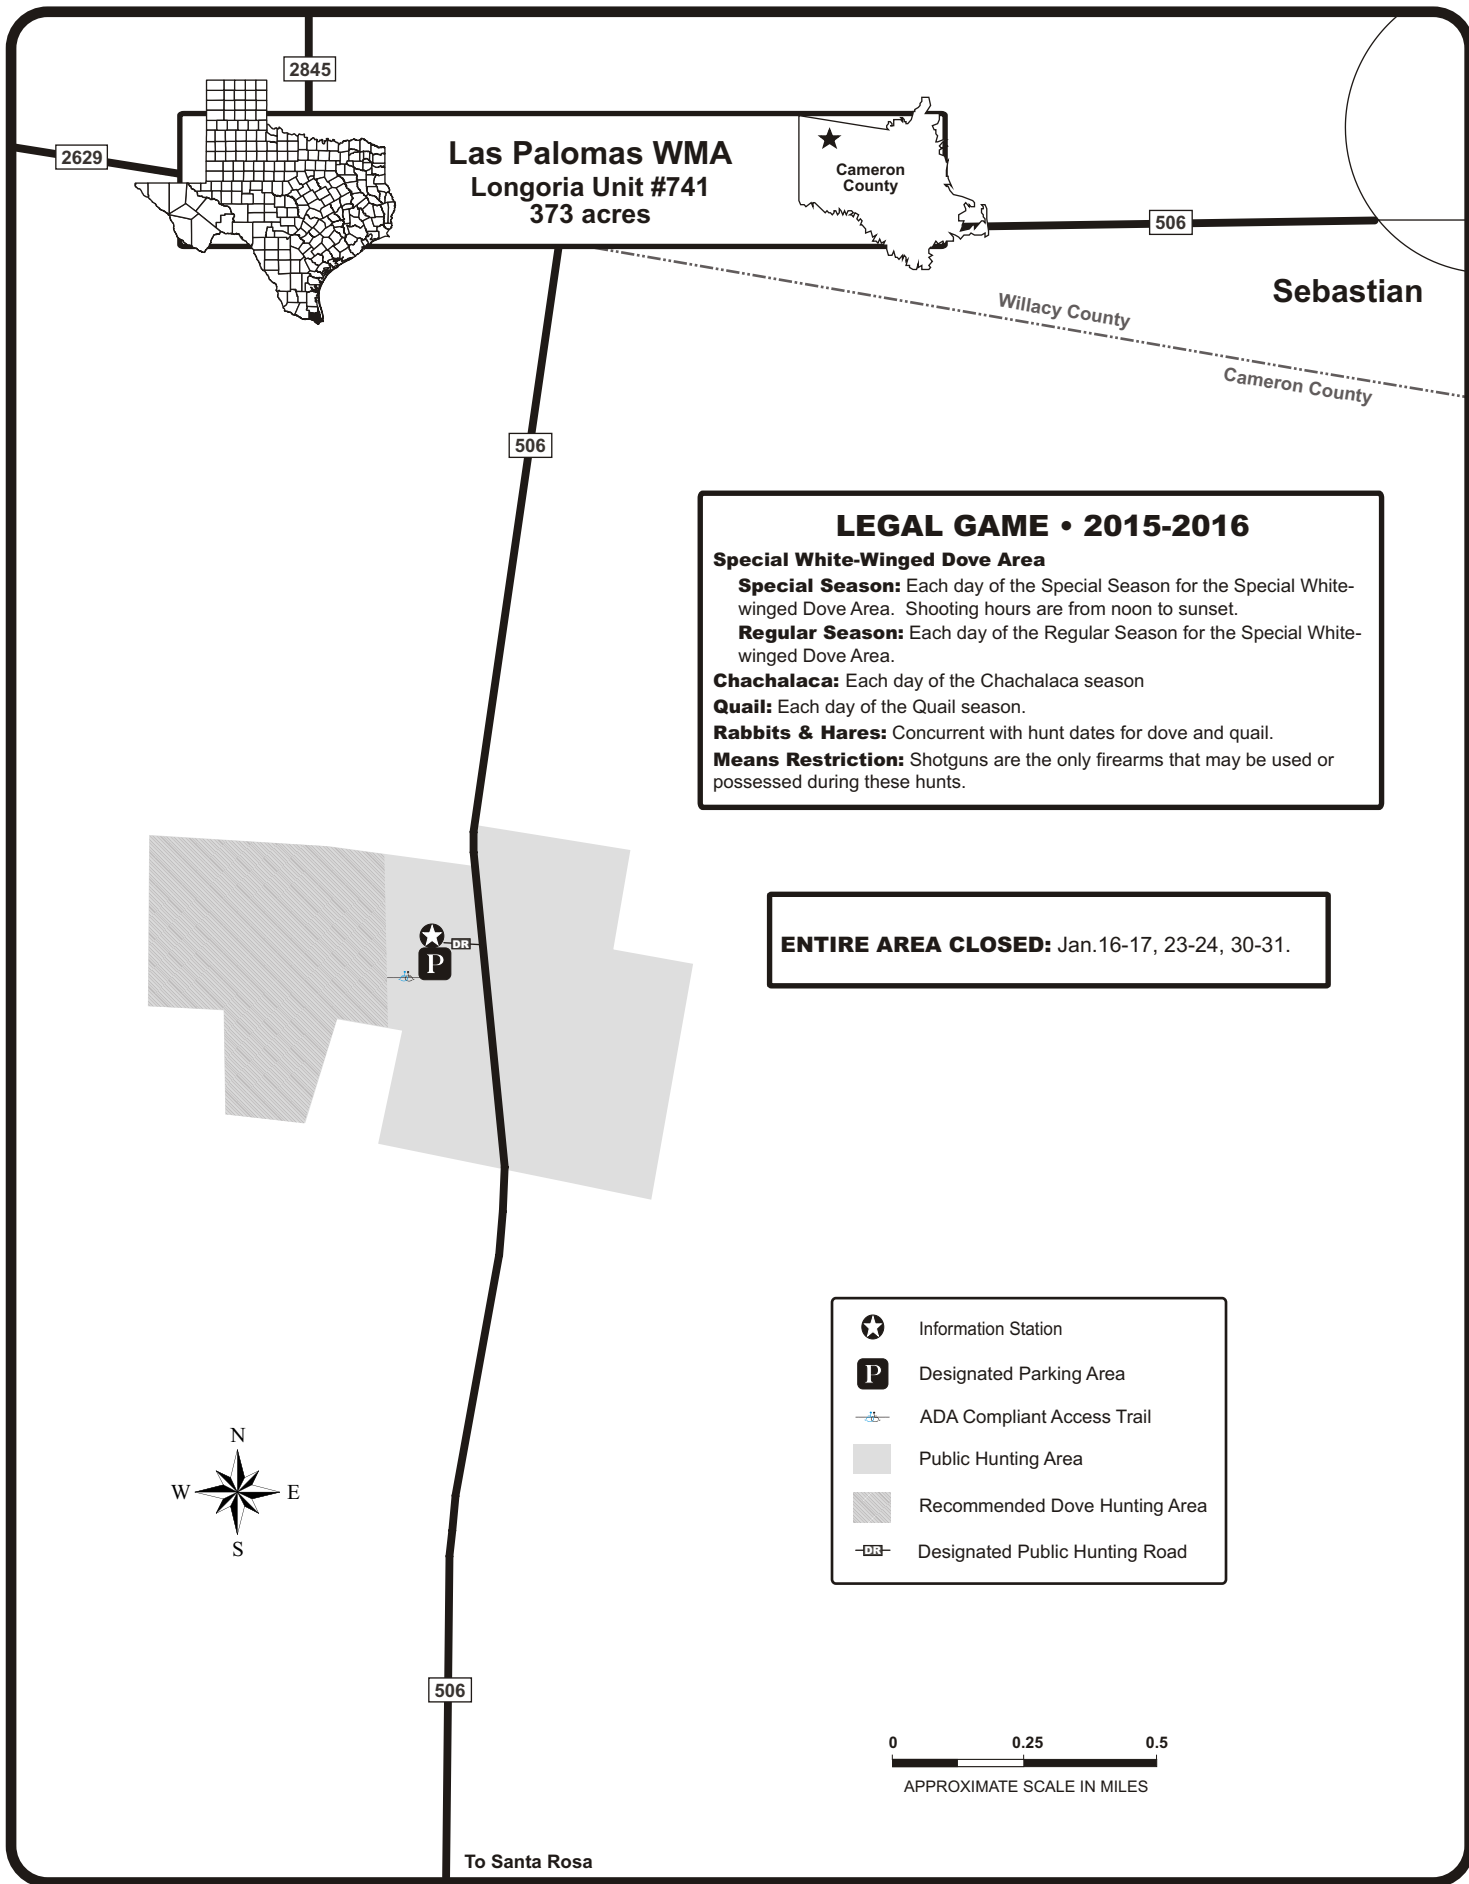 2845
2629
Las Palomas WMA
Longoria Unit #741
373 acres
Cameron
County
506
Sebastian
Willacy County
Cameron County
506
LEGAL GAME • 2015-2016
Special White-Winged Dove Area
Special Season: Each day of the Special Season for the Special White-
winged Dove Area. Shooting hours are from noon to sunset.
Regular Season: Each day of the Regular Season for the Special White-
winged Dove Area.
Chachalaca: Each day of the Chachalaca season
Quail: Each day of the Quail season.
Rabbits & Hares: Concurrent with hunt dates for dove and quail.
Means Restriction: Shotguns are the only firearms that may be used or
possessed during these hunts.
ENTIRE AREA CLOSED: Jan.16-17, 23-24, 30-31.
DR
P
Information Station
P Designated Parking Area
ADA Compliant Access Trail
Public Hunting Area
Recommended Dove Hunting Area
DR Designated Public Hunting Road
N
W E
S
506
0 0.25 0.5
APPROXIMATE SCALE IN MILES
To Santa Rosa